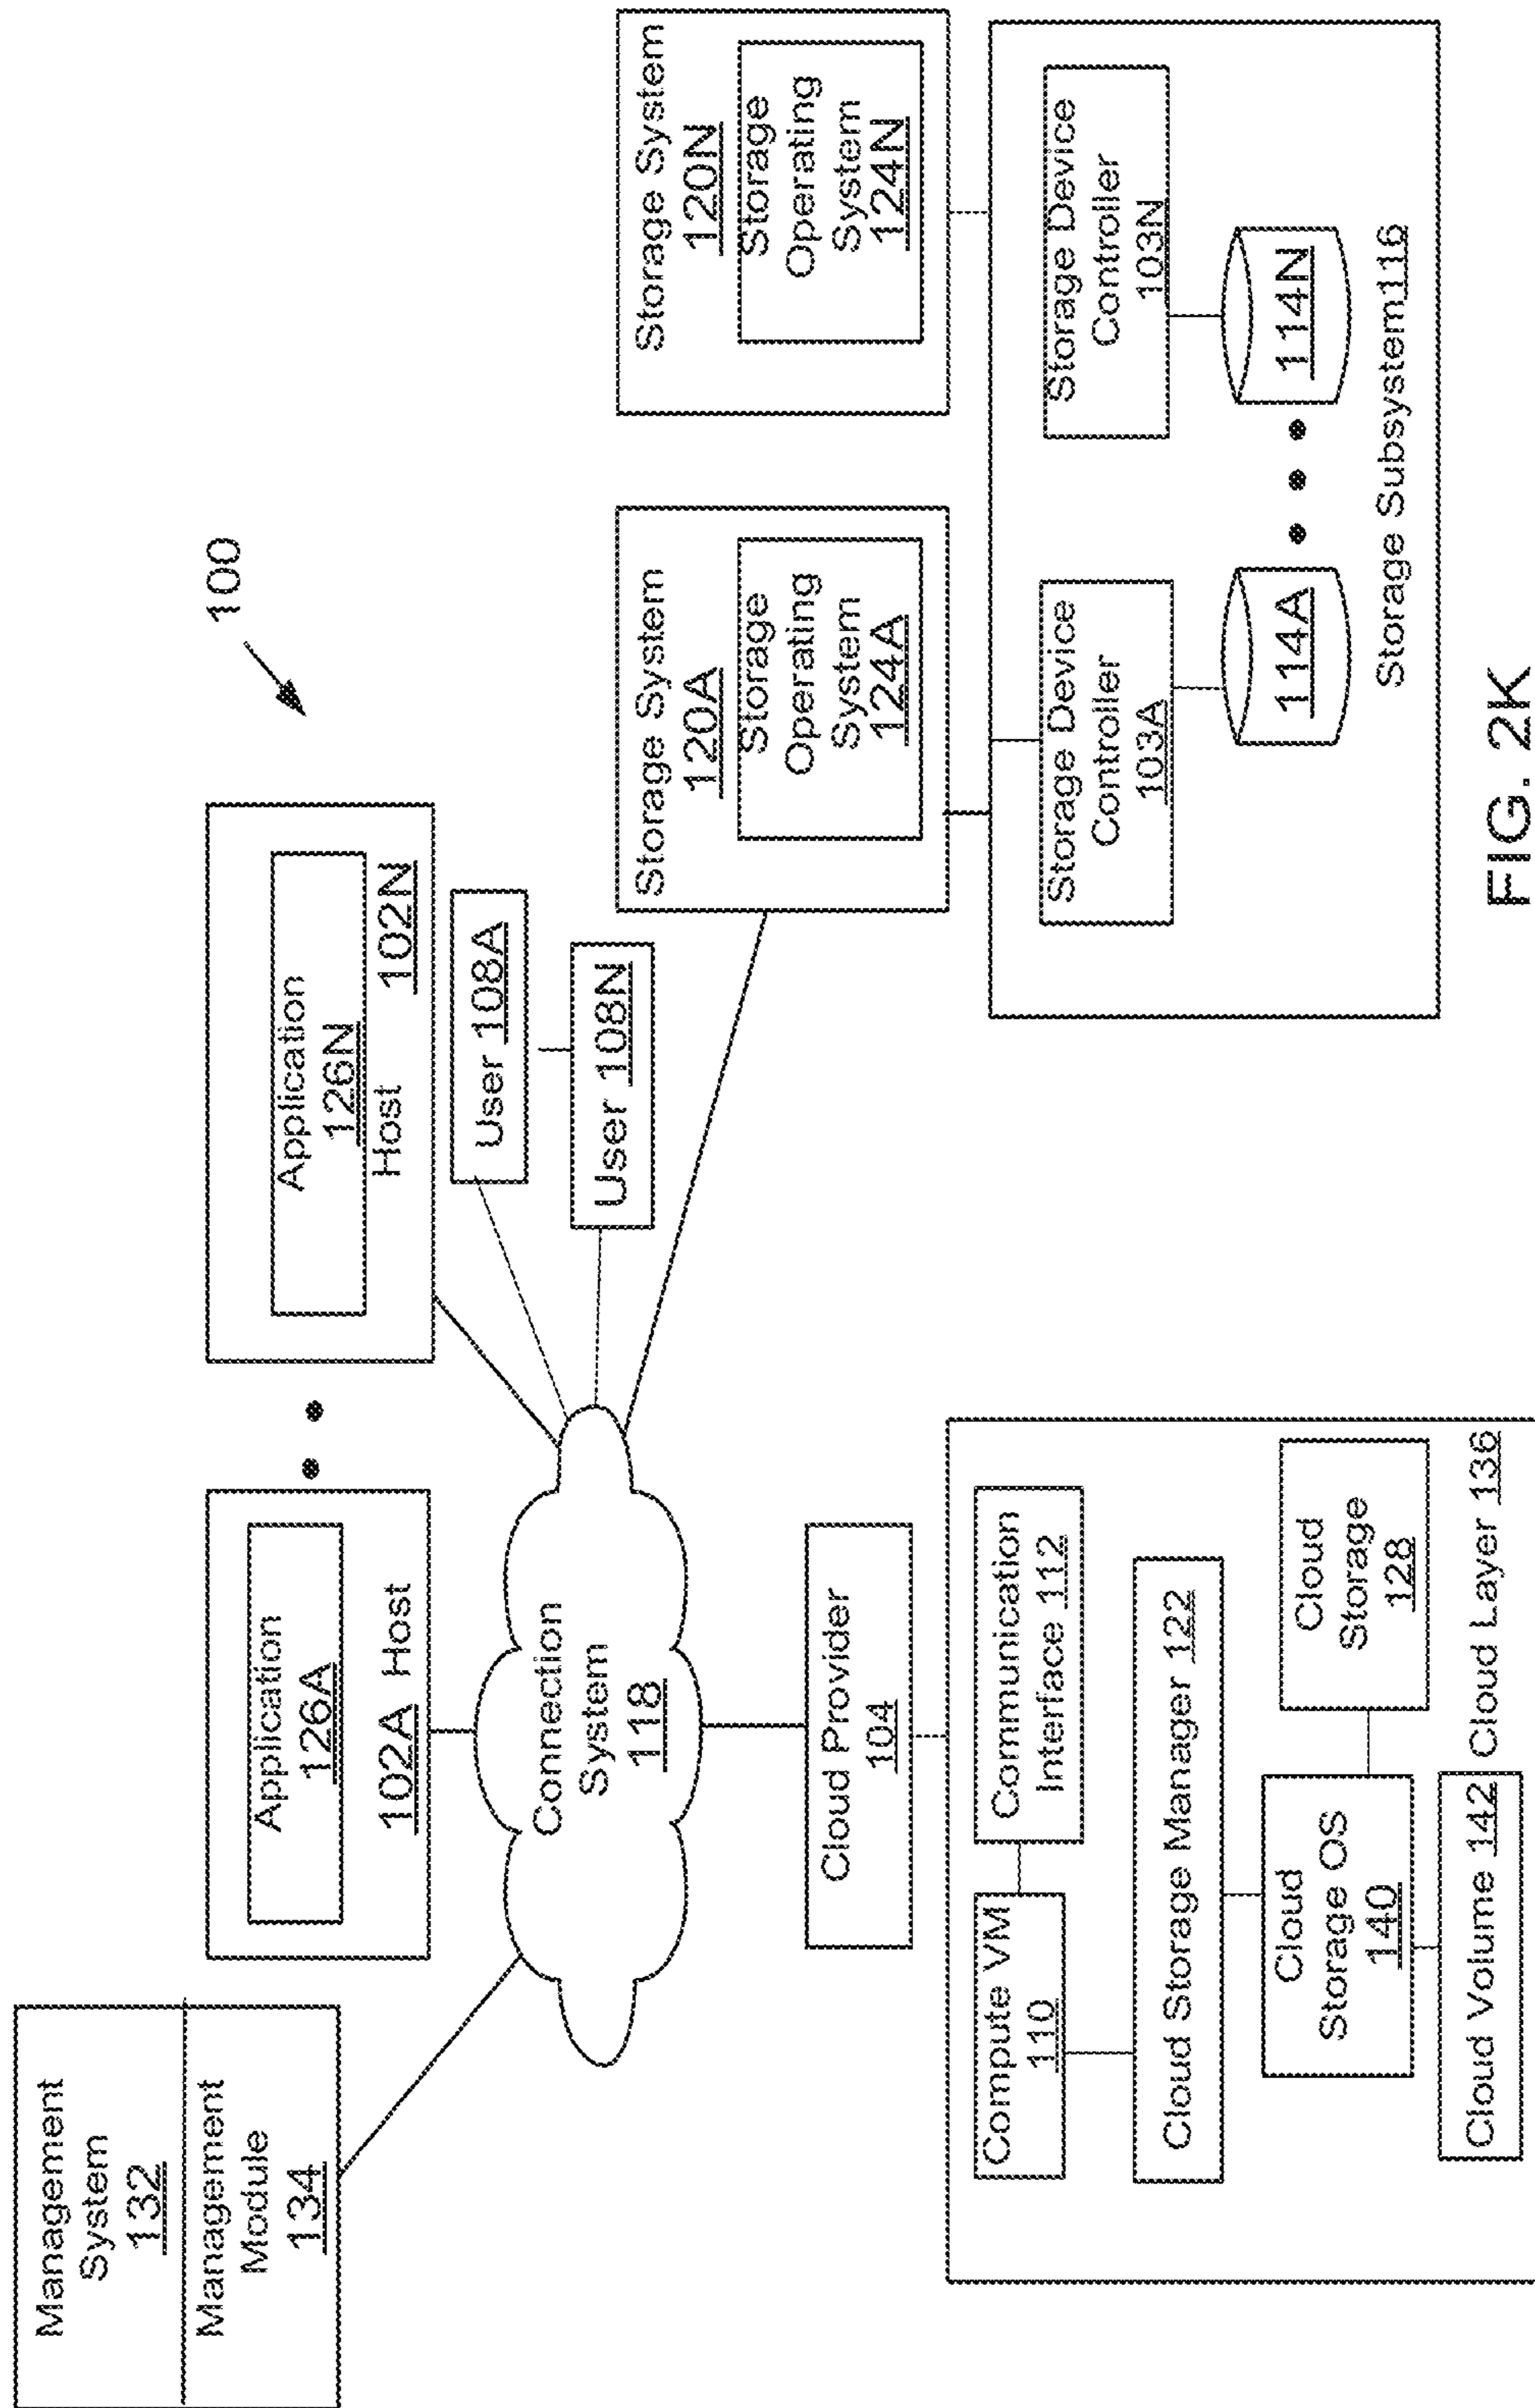 100
Management
System
132
Management
Module
134
Application
126A
102A Host
Application
126N
Host 102N
User 108A
User 108N
Connection
System
118
Storage System
120A
Storage
Operating
System
124A
Storage System
120N
Storage
Operating
System
124N
Cloud Provider
104
Compute VM
110
Communication
Interface 112
Cloud Storage Manager 122
Cloud
Storage OS
140
Cloud
Storage
128
Cloud Volume 142
Cloud Layer 136
Storage Device
Controller
103A
Storage Device
Controller
103N
114A
114N
Storage Subsystem116
FIG. 2K